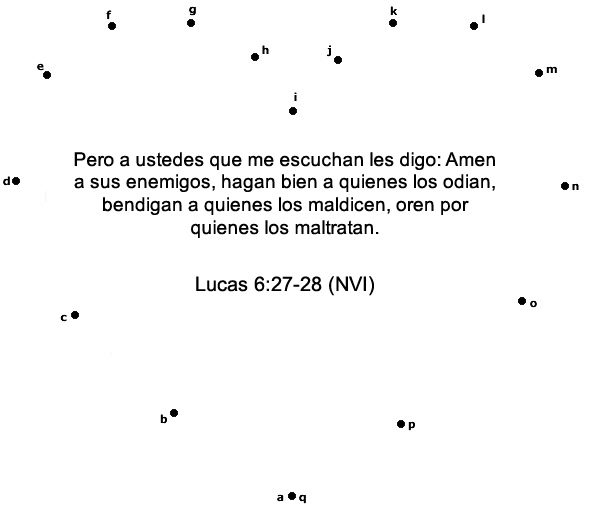 g
f
k
l
h
j
e
m
i
Pero a ustedes que me escuchan les digo: Amen
a sus enemigos, hagan bien a quienes los odian,
bendigan a quienes los maldicen, oren por
quienes los maltratan.
d
n
Lucas 6:27-28 (NVI)
o
c
b
p
a q